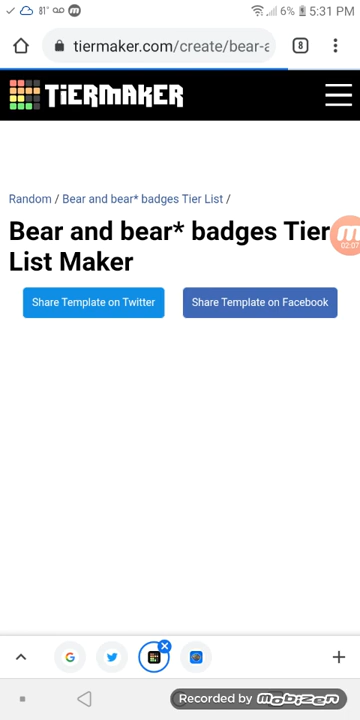 81° 6% 5:31 PM
tiermaker.com/create/bear-a 8
TiERMAKER
Random / Bear and bear* badges Tier List /
Bear and bear* badges Tier
List Maker
02:07
Share Template on Twitter Share Template on Facebook
Recorded by mobizen